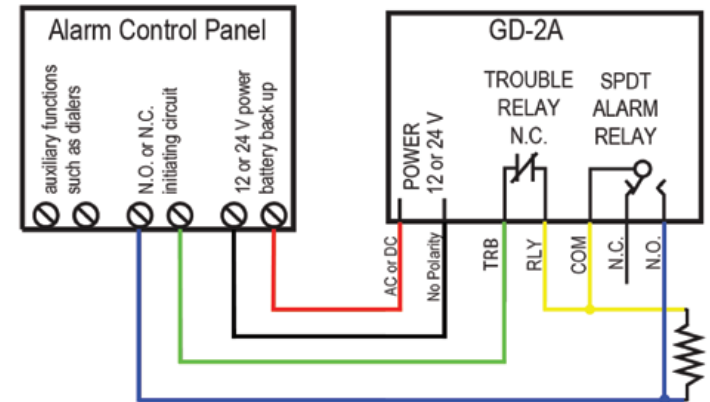 Alarm Control Panel
auxiliary functions
such as dialers
N.O. or N.C.
initiating circuit
12 or 24 V power
battery back up
GD-2A
POWER
12 or 24 V
TROUBLE
RELAY
N.C.
SPDT
ALARM
RELAY
AC or DC
No Polarity
TRB
RLY
COM
N.C.
N.O.